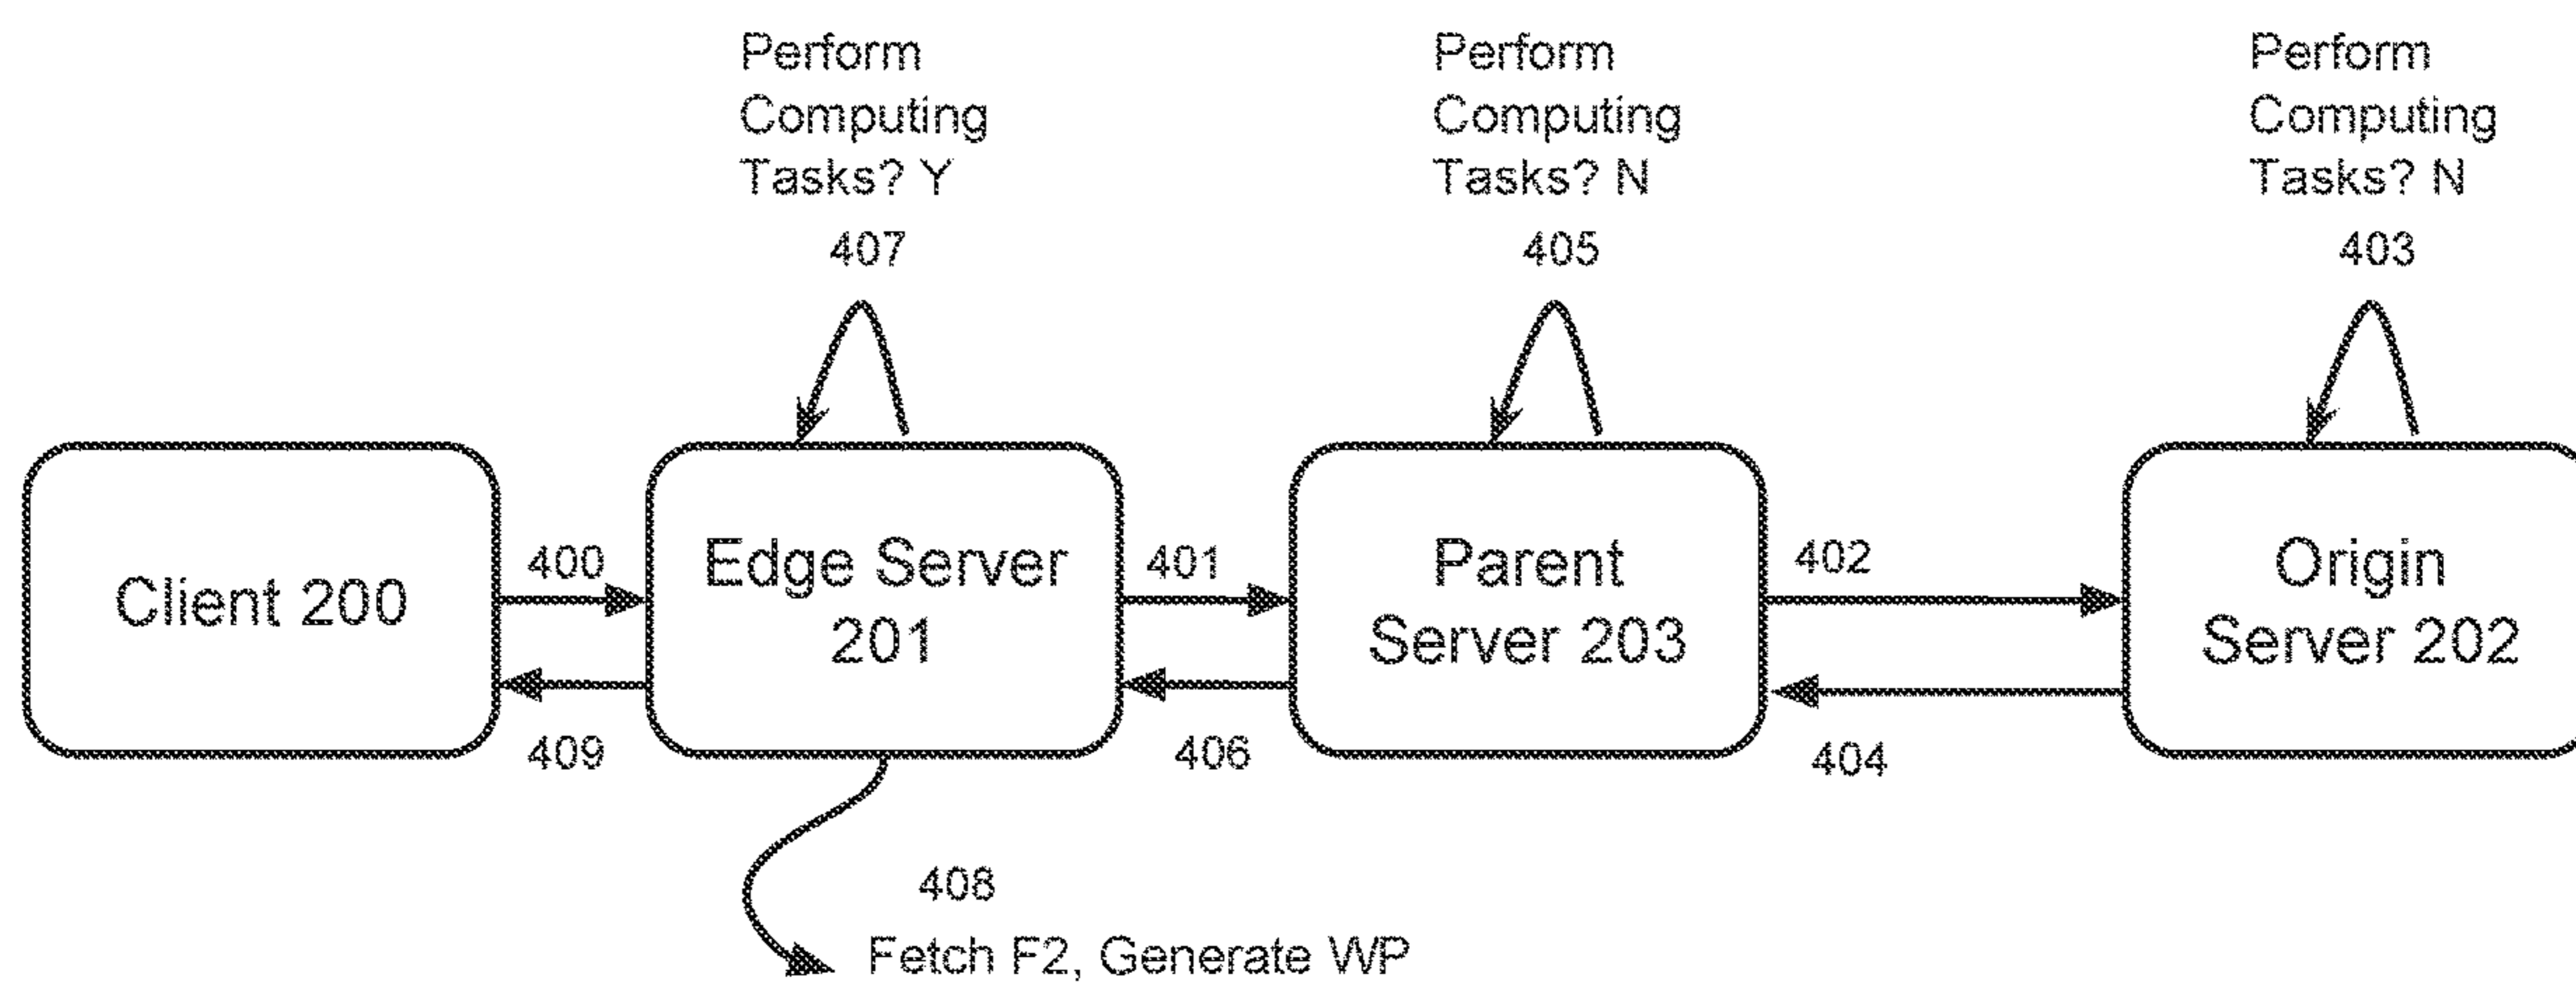 Perform
Computing
Tasks? Y
407
Perform
Computing
Tasks? N
405
Perform
Computing
Tasks? N
403
Client 200
400
409
Edge Server
201
401
406
Parent
Server 203
402
404
Origin
Server 202
408
Fetch F2, Generate WP